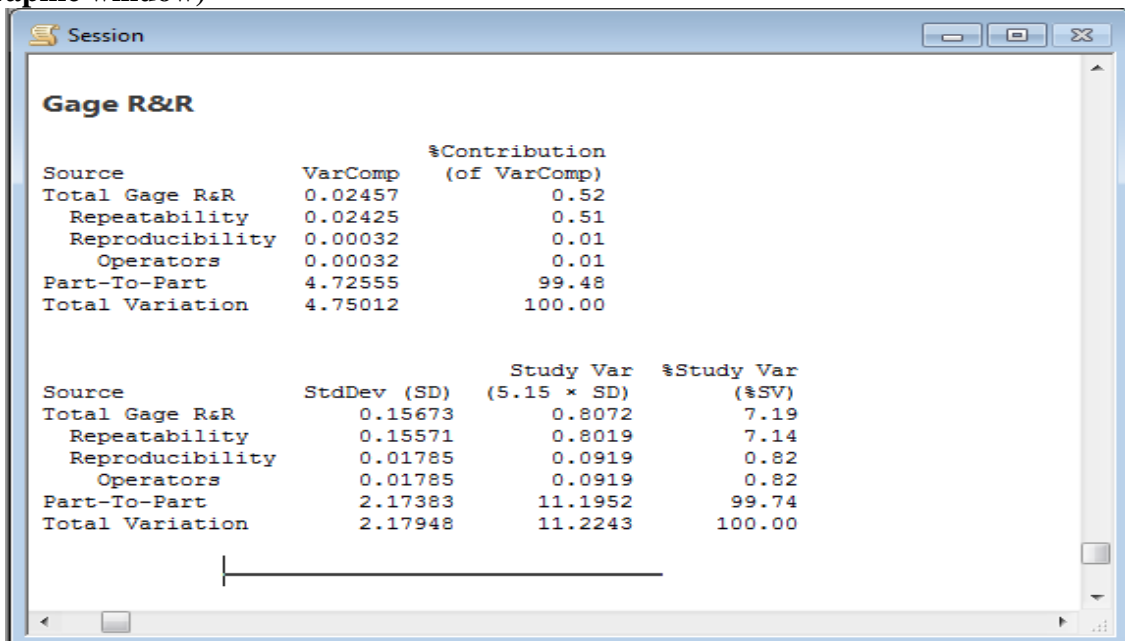 Session
Gage R&R
%Contribution
Source VarComp (of VarComp)
Total Gage R&R 0.02457 0.52
Repeatability 0.02425 0.51
Reproducibility 0.00032 0.01
Operators 0.00032 0.01
Part-To-Part 4.72555 99.48
Total Variation 4.75012 100.00
Study Var %Study Var
Source StdDev (SD) (5.15 × SD) (%SV)
Total Gage R&R 0.15673 0.8072 7.19
Repeatability 0.15571 0.8019 7.14
Reproducibility 0.01785 0.0919 0.82
Operators 0.01785 0.0919 0.82
Part-To-Part 2.17383 11.1952 99.74
Total Variation 2.17948 11.2243 100.00